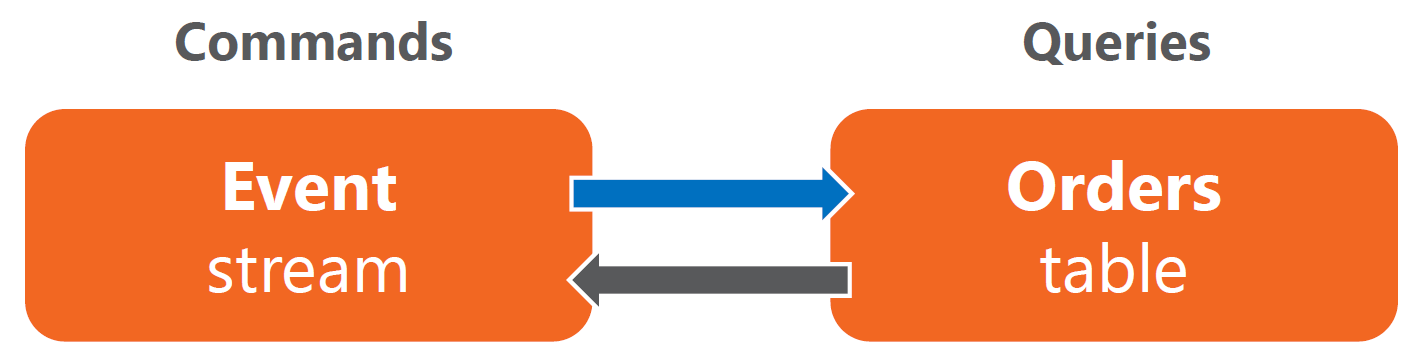 Commands
Queries
Event
stream
Orders
table